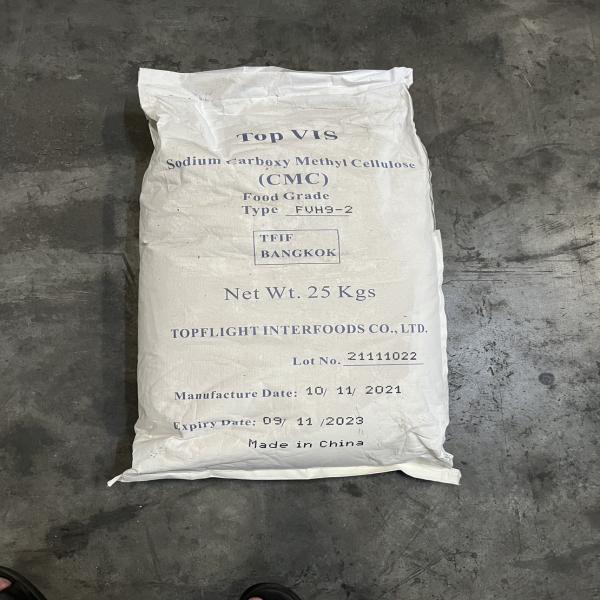 Top VIS
Sodium Carboxy Methyl Cellulose
(CMC)
Food Grade
Type FVH9-2
TFIF
BANGKOK
Net Wt. 25 Kgs
TOPFLIGHT INTERFOODS CO., LTD.
Lot No. 21111022
Manufacture Date: 10/ 11/ 2021
Expiry Date: 09/ 11 /2023
Made in China